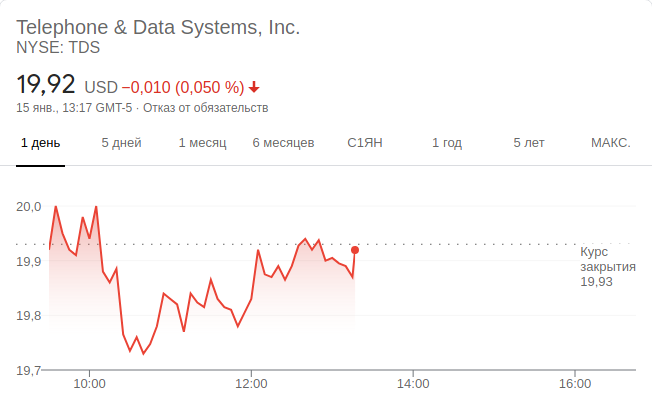 Telephone & Data Systems, Inc.
NYSE: TDS
19,92 USD −0,010 (0,050 %)
15 янв., 13:17 GMT-5 · Отказ от обязательств
1 день 5 дней 1 месяц 6 месяцев С1ЯН 1 год 5 лет МАКС.
20,0
19,9
19,8
19,7
Курс
закрытия
19,93
10:00 12:00 14:00 16:00